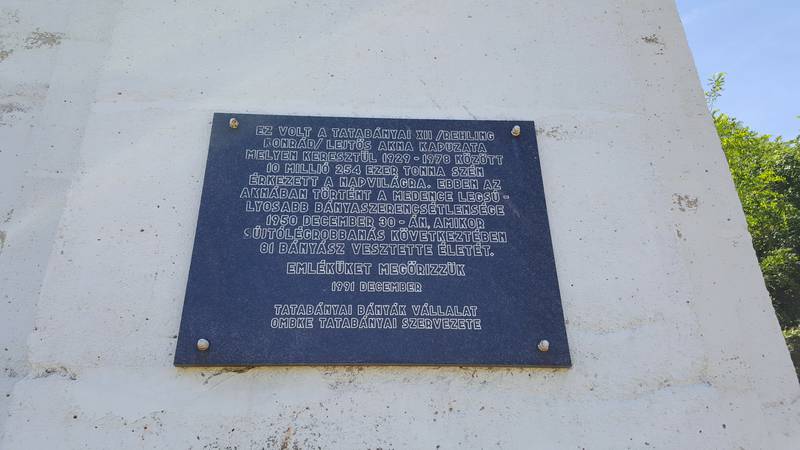 EZ VOLT A TATABÁNYAI XII /REHLING
KONRÁD/ LEJTŐS AKNA KAPUZATA
MELYEN KERESZTÜL 1929-1978 KÖZÖTT
10 MILLIÓ 254 EZER TONNA SZÉN
ÉRKEZETT A NAPVILÁGRA. EBBEN AZ
AKNÁBAN TÖRTÉNT A MEDENCE LEGSÚ-
LYOSABB BÁNYASZERENCSÉTLENSÉGE
1950 DECEMBER 30-ÁN, AMIKOR
SÚJTÓLÉGROBBANÁS KÖVETKEZTÉBEN
81 BÁNYÁSZ VESZTETTE ÉLETÉT.
EMLÉKÜKET MEGŐRIZZÜK
1991 DECEMBER
TATABÁNYAI BÁNYÁK VÁLLALAT
OMBKE TATABÁNYAI SZERVEZETE